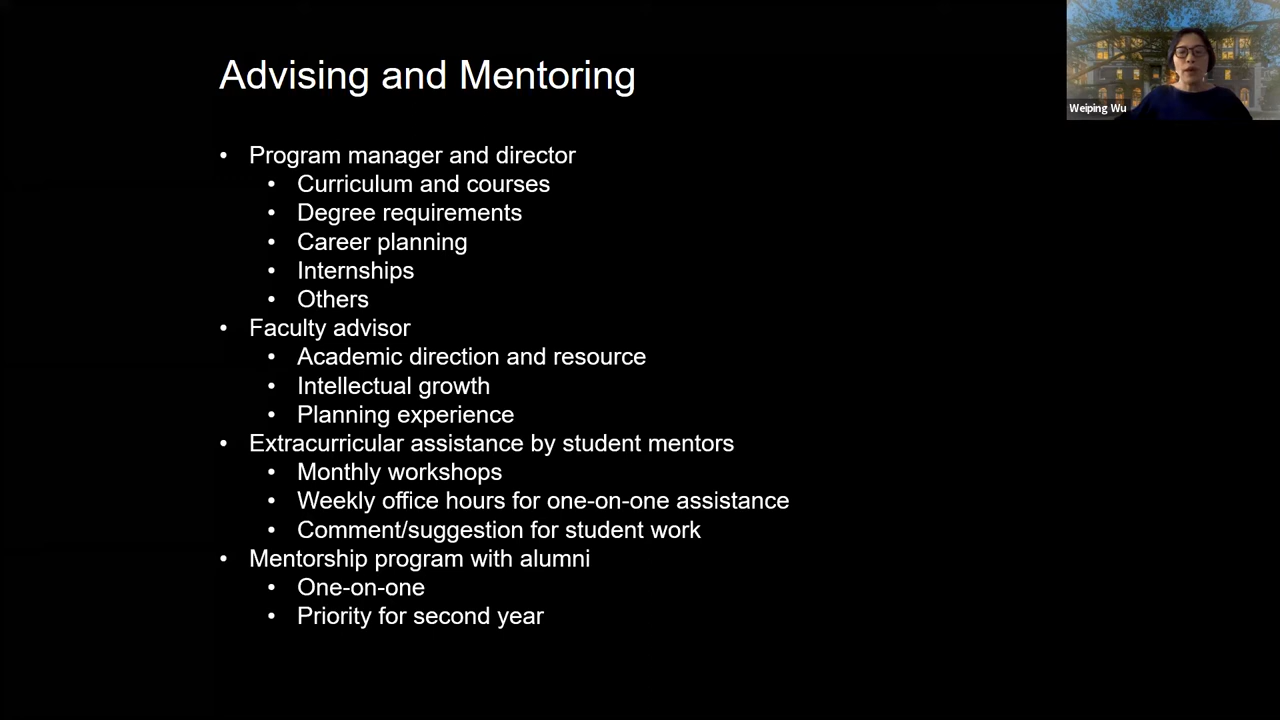 Advising and Mentoring
Weiping Wu
• Program manager and director
• Curriculum and courses
• Degree requirements
• Career planning
• Internships
• Others
• Faculty advisor
• Academic direction and resource
• Intellectual growth
• Planning experience
• Extracurricular assistance by student mentors
• Monthly workshops
• Weekly office hours for one-on-one assistance
• Comment/suggestion for student work
• Mentorship program with alumni
• One-on-one
• Priority for second year